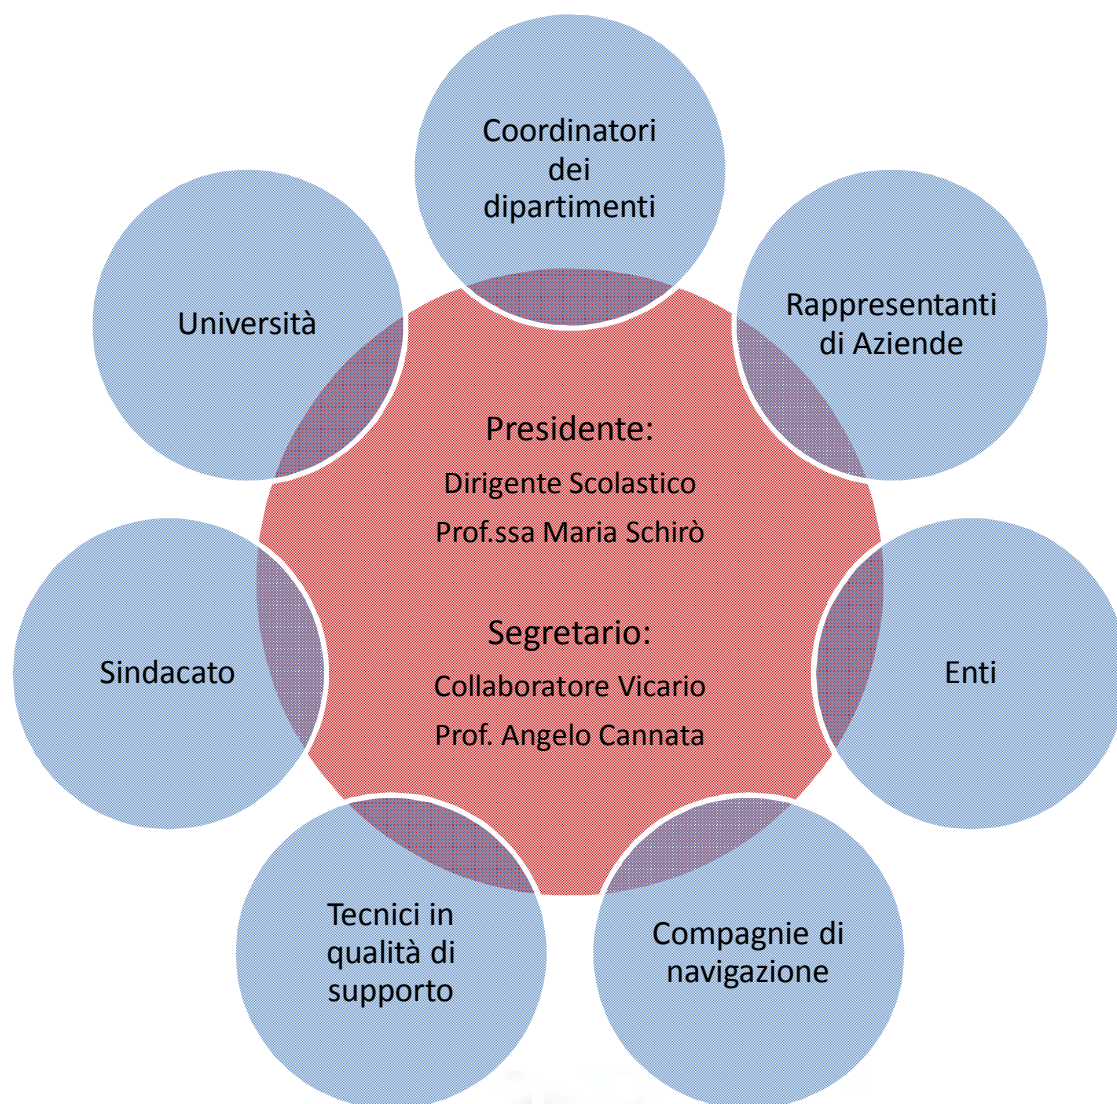 Coordinatori
dei
dipartimenti
Università
Rappresentanti
di Aziende
Presidente:
Dirigente Scolastico
Prof.ssa Maria Schirò
Segretario:
Collaboratore Vicario
Prof. Angelo Cannata
Sindacato
Enti
Tecnici in
qualità di
supporto
Compagnie di
navigazione